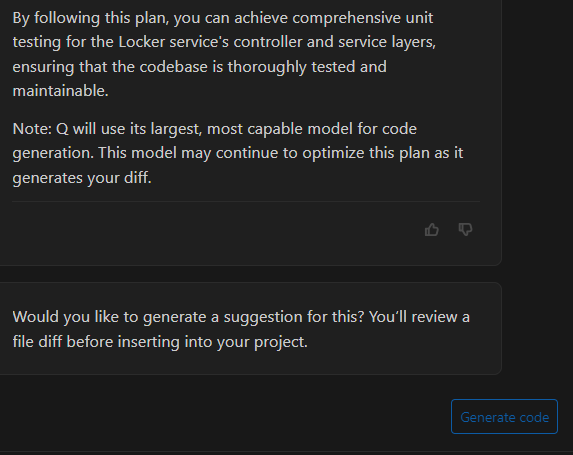 By following this plan, you can achieve comprehensive unit
testing for the Locker service's controller and service layers,
ensuring that the codebase is thoroughly tested and
maintainable.
Note: Q will use its largest, most capable model for code
generation. This model may continue to optimize this plan as it
generates your diff.
Would you like to generate a suggestion for this? You’ll review a
file diff before inserting into your project.
Generate code